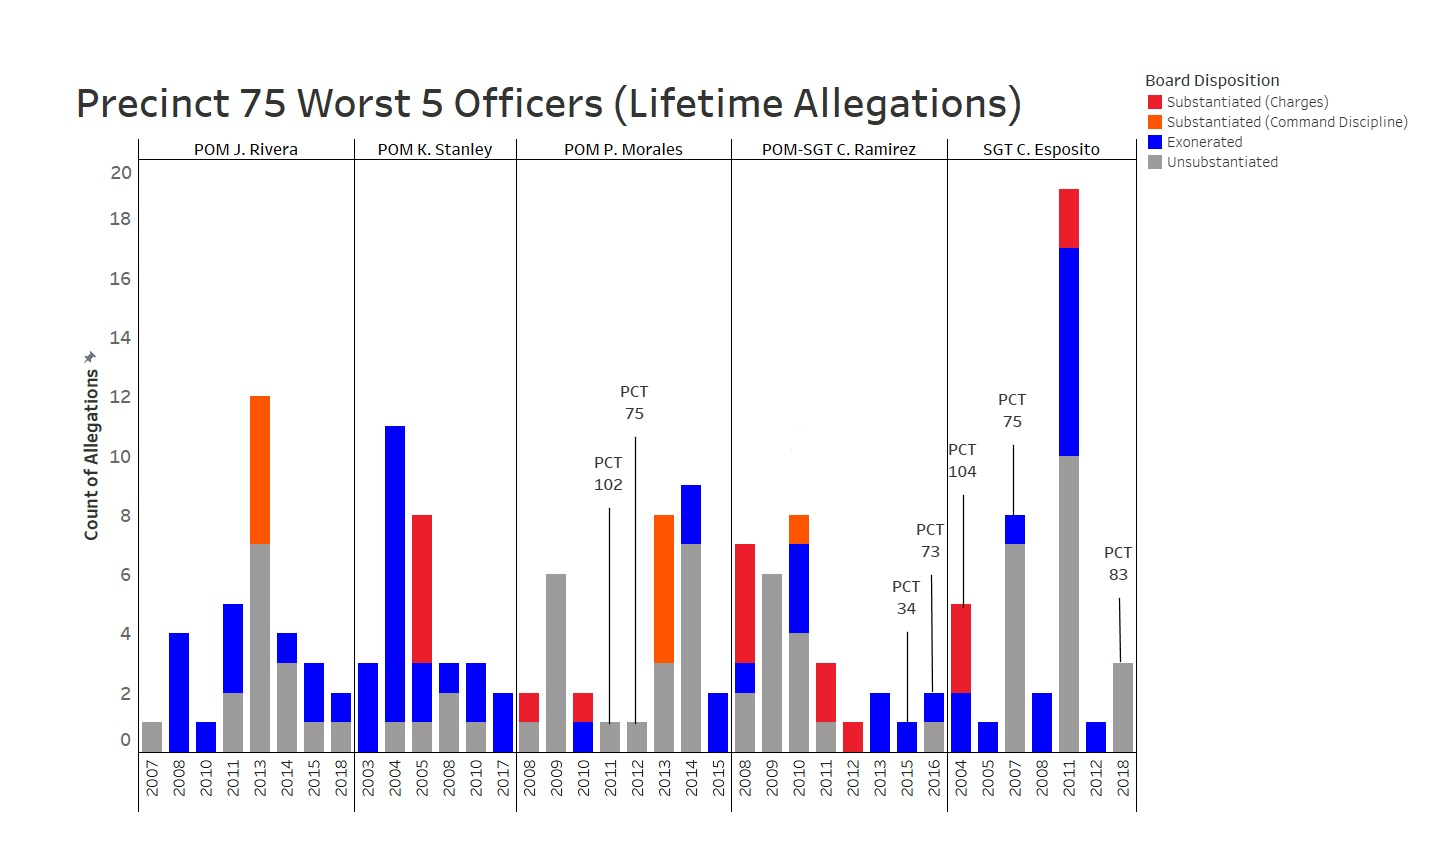 Precinct 75 Worst 5 Officers (Lifetime Allegations)
Board Disposition
Substantiated (Charges)
Substantiated (Command Discipline)
Exonerated
Unsubstantiated
POM J. Rivera
POM K. Stanley
POM P. Morales
POM-SGT C. Ramirez
SGT C. Esposito
Count of Allegations
20
18
16
14
12
10
8
6
4
2
0
PCT
102
PCT
75
PCT
34
PCT
73
PCT
104
PCT
75
PCT
83
2007
2008
2010
2011
2013
2014
2015
2018
2003
2004
2005
2008
2010
2017
2008
2009
2010
2011
2012
2013
2014
2015
2008
2009
2010
2011
2012
2013
2015
2016
2004
2005
2007
2008
2011
2012
2018